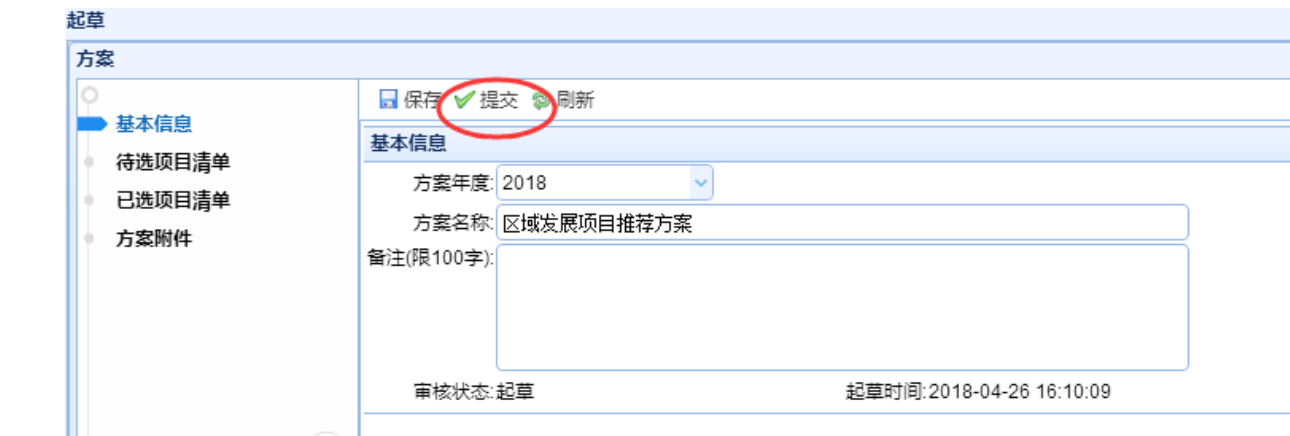 起草
方案
基本信息
待选项目清单
已选项目清单
方案附件
保存 提交 刷新
基本信息
方案年度: 2018
方案名称: 区域发展项目推荐方案
备注(限100字):
审核状态:起草 起草时间:2018-04-26 16:10:09